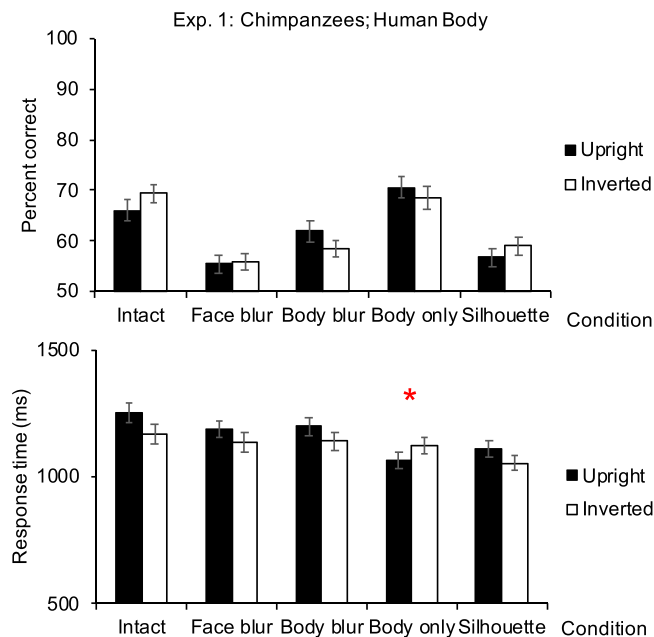 Exp. 1: Chimpanzees; Human Body
100
90
80
70
60
50
Percent correct
Upright
Inverted
Intact Face blur Body blur Body only Silhouette Condition
1500
1000
500
Response time (ms)
*
Upright
Inverted
Intact Face blur Body blur Body only Silhouette Condition